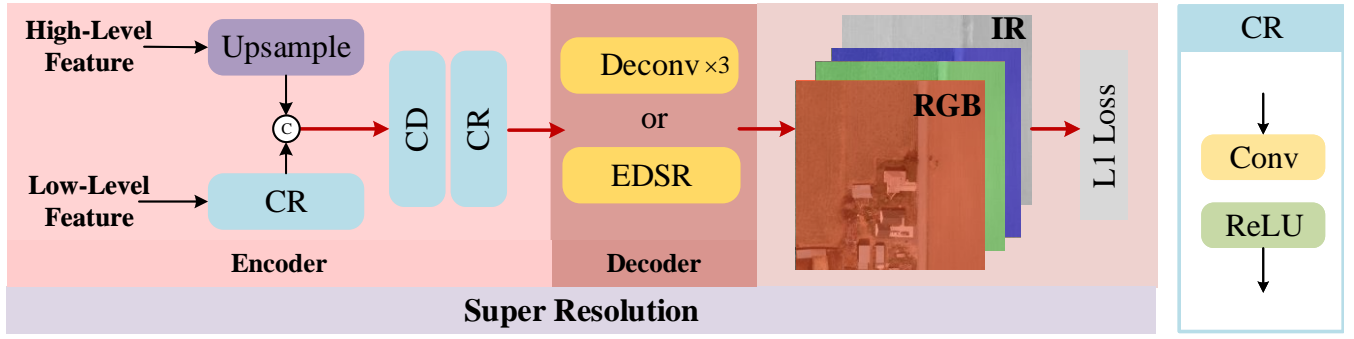 High-Level
Feature
Upsample
C
Low-Level
Feature
CR
CD
CR
Encoder
Deconv ×3
or
EDSR
Decoder
IR
RGB
L1 Loss
Super Resolution
CR
Conv
ReLU